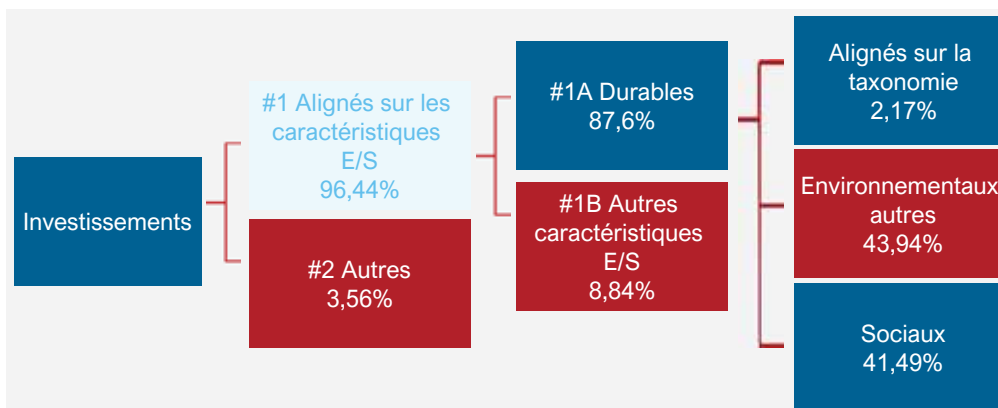 Investissements
#1 Alignés sur les
caractéristiques
E/S
96,44%
#2 Autres
3,56%
#1A Durables
87,6%
#1B Autres
caractéristiques
E/S
8,84%
Alignés sur la
taxonomie
2,17%
Environnementaux
autres
43,94%
Sociaux
41,49%